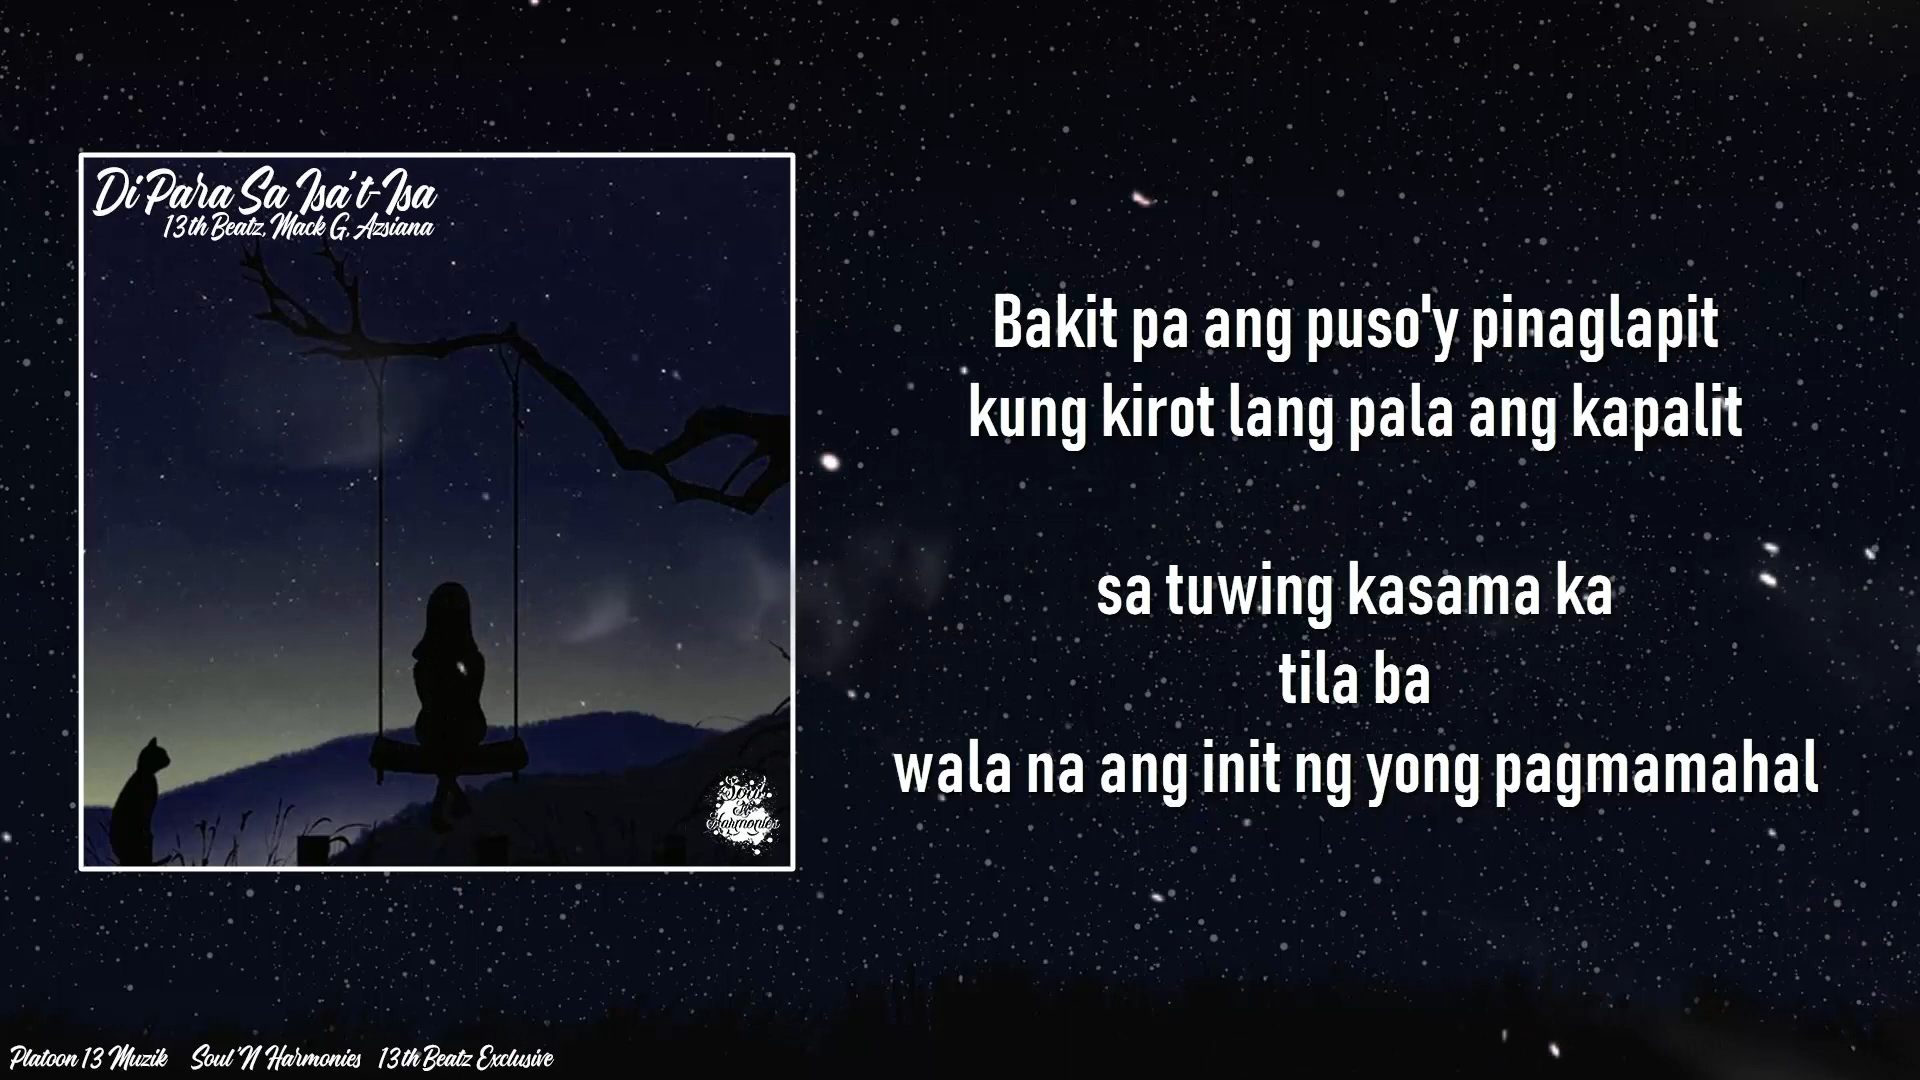 Di Para Sa Isa't-Isa
13th Beatz, Mack G, Azsiana
Bakit pa ang puso'y pinaglapit
kung kirot lang pala ang kapalit
sa tuwing kasama ka
tila ba
wala na ang init ng yong pagmamahal
Soul
'N
Harmonies
Platoon 13 Muzik Soul'N Harmonies 13th Beatz Exclusive